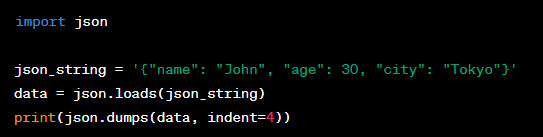 import json

json_string = '{"name": "John", "age": 30, "city": "Tokyo"}'
data = json.loads(json_string)
print(json.dumps(data, indent=4))